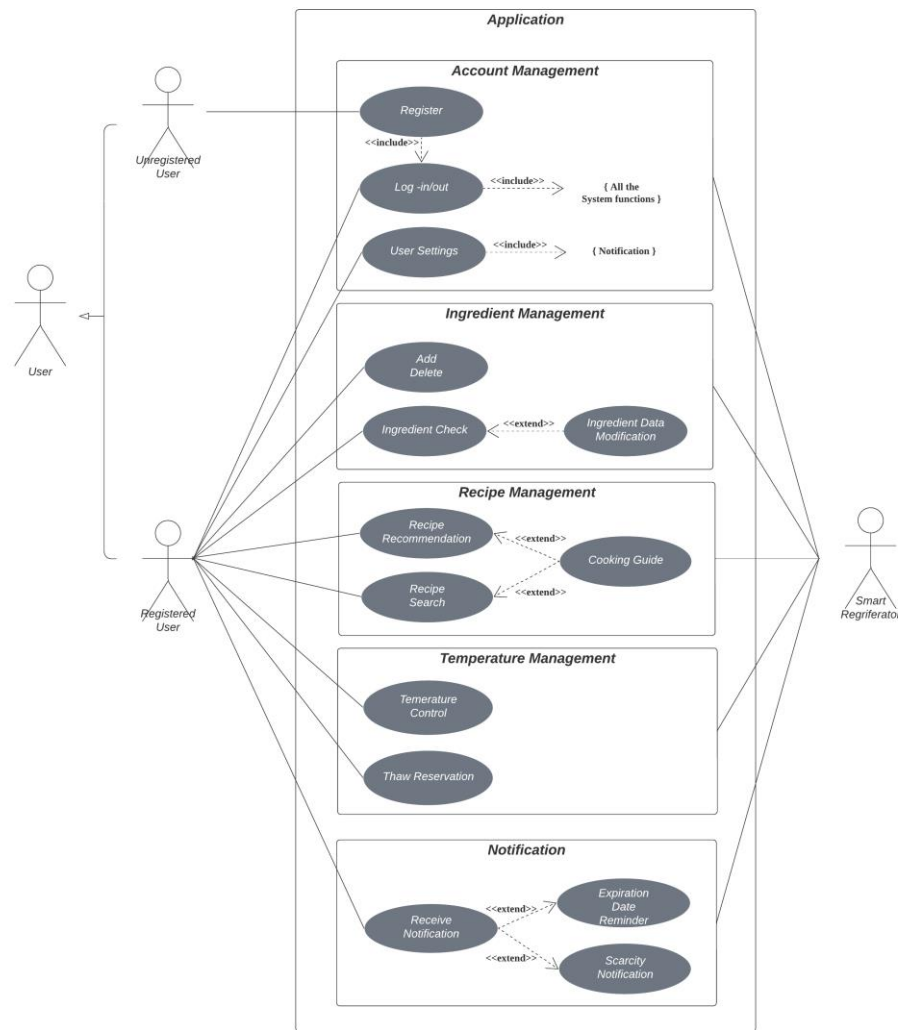 Application
Account Management
Register
<<include>>
Unregistered
User
Log -in/out
<<include>>
{ All the
System functions }
User Settings
<<include>>
{ Notification }
User
Ingredient Management
Add
Delete
Ingredient Check
<<extend>>
Ingredient Data
Modification
Recipe Management
Recipe
Recommendation
<<extend>>
Cooking Guide
Recipe
Search
<<extend>>
Registered
User
Smart
Regriferator
Temperature Management
Temerature
Control
Thaw Reservation
Notification
Receive
Notification
<<extend>>
Expiration
Date
Reminder
<<extend>>
Scarcity
Notification